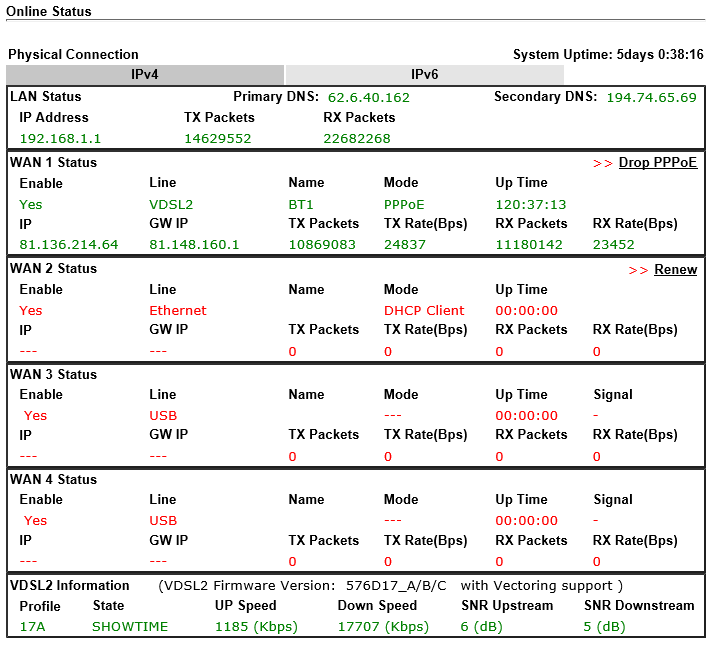 Online Status
Physical Connection System Uptime: 5days 0:38:16
IPv4 IPv6
LAN Status Primary DNS: 62.6.40.162 Secondary DNS: 194.74.65.69
IP Address TX Packets RX Packets
192.168.1.1 14629552 22682268
WAN 1 Status >> Drop PPPoE
Enable Line Name Mode Up Time
Yes VDSL2 BT1 PPPoE 120:37:13
IP GW IP TX Packets TX Rate(Bps) RX Packets RX Rate(Bps)
81.136.214.64 81.148.160.1 10869083 24837 11180142 23452
WAN 2 Status >> Renew
Enable Line Name Mode Up Time
Yes Ethernet DHCP Client 00:00:00
IP GW IP TX Packets TX Rate(Bps) RX Packets RX Rate(Bps)
--- --- 0 0 0 0
WAN 3 Status
Enable Line Name Mode Up Time Signal
Yes USB --- 00:00:00 -
IP GW IP TX Packets TX Rate(Bps) RX Packets RX Rate(Bps)
--- --- 0 0 0 0
WAN 4 Status
Enable Line Name Mode Up Time Signal
Yes USB --- 00:00:00 -
IP GW IP TX Packets TX Rate(Bps) RX Packets RX Rate(Bps)
--- --- 0 0 0 0
VDSL2 Information (VDSL2 Firmware Version: 576D17_A/B/C with Vectoring support )
Profile State UP Speed Down Speed SNR Upstream SNR Downstream
17A SHOWTIME 1185 (Kbps) 17707 (Kbps) 6 (dB) 5 (dB)